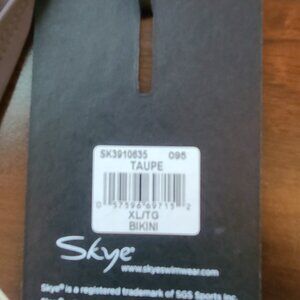 SK3910635 095
TAUPE
0 57596 69715 2
XL/TG
BIKINI
Skye®
www.skyeswimwear.com
Skye® is a registered trademark of SGS Sports Inc.